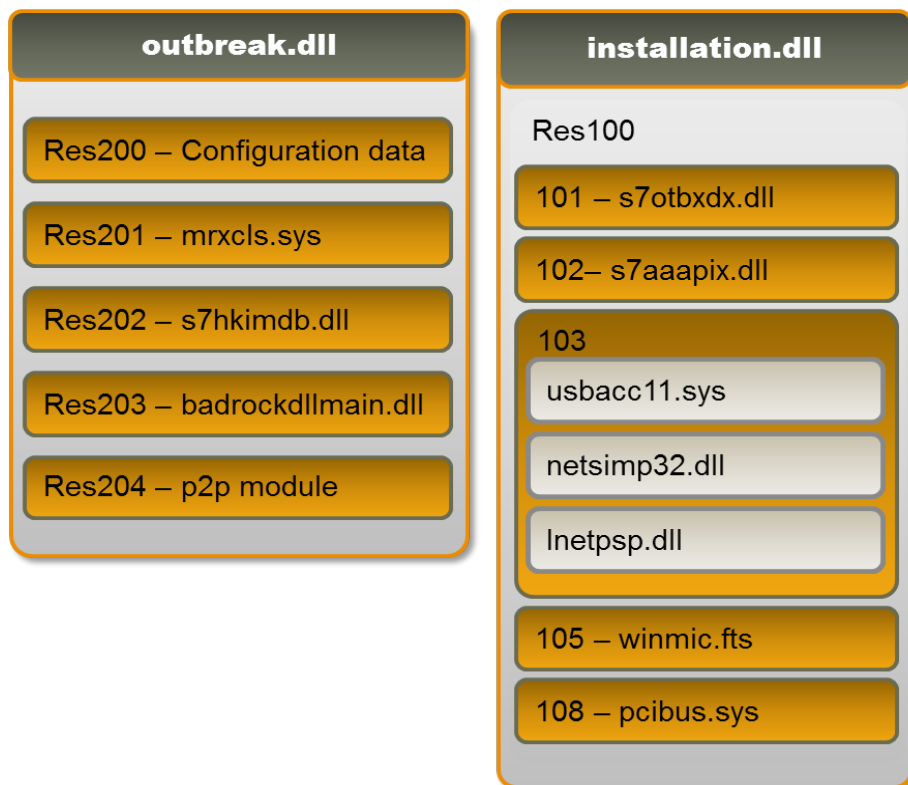 outbreak.dll
Res200 – Configuration data
Res201 – mrxcls.sys
Res202 – s7hkimdb.dll
Res203 – badrockdllmain.dll
Res204 – p2p module
installation.dll
Res100
101 – s7otbxdx.dll
102– s7aaapix.dll
103
usbacc11.sys
netsimp32.dll
Inetpsp.dll
105 – winmic.fts
108 – pcibus.sys